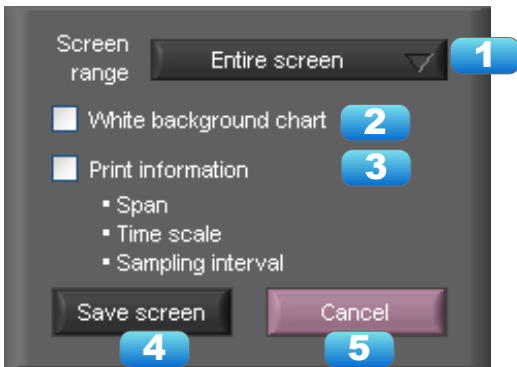 Screen
range
Entire screen
1
White background chart
2
Print information
3
▪ Span
▪ Time scale
▪ Sampling interval
Save screen
Cancel
4
5